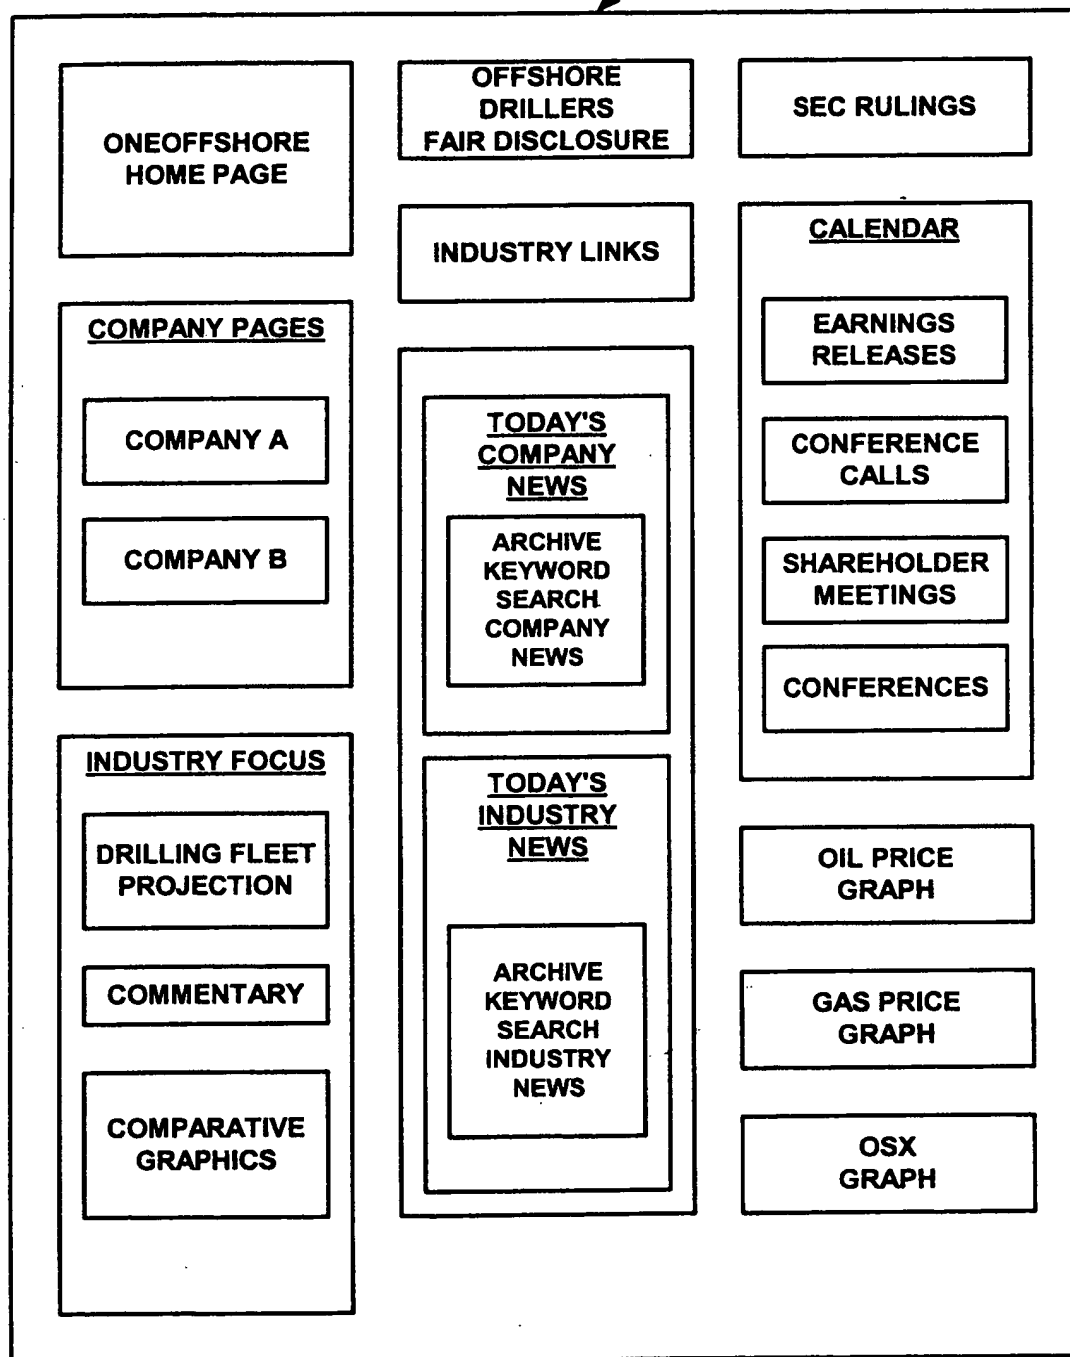 ONEOFFSHORE
HOME PAGE
COMPANY PAGES
COMPANY A
COMPANY B
INDUSTRY FOCUS
DRILLING FLEET
PROJECTION
COMMENTARY
COMPARATIVE
GRAPHICS
OFFSHORE
DRILLERS
FAIR DISCLOSURE
INDUSTRY LINKS
TODAY'S
COMPANY
NEWS
ARCHIVE
KEYWORD
SEARCH
COMPANY
NEWS
TODAY'S
INDUSTRY
NEWS
ARCHIVE
KEYWORD
SEARCH
INDUSTRY
NEWS
SEC RULINGS
CALENDAR
EARNINGS
RELEASES
CONFERENCE
CALLS
SHAREHOLDER
MEETINGS
CONFERENCES
OIL PRICE
GRAPH
GAS PRICE
GRAPH
OSX
GRAPH